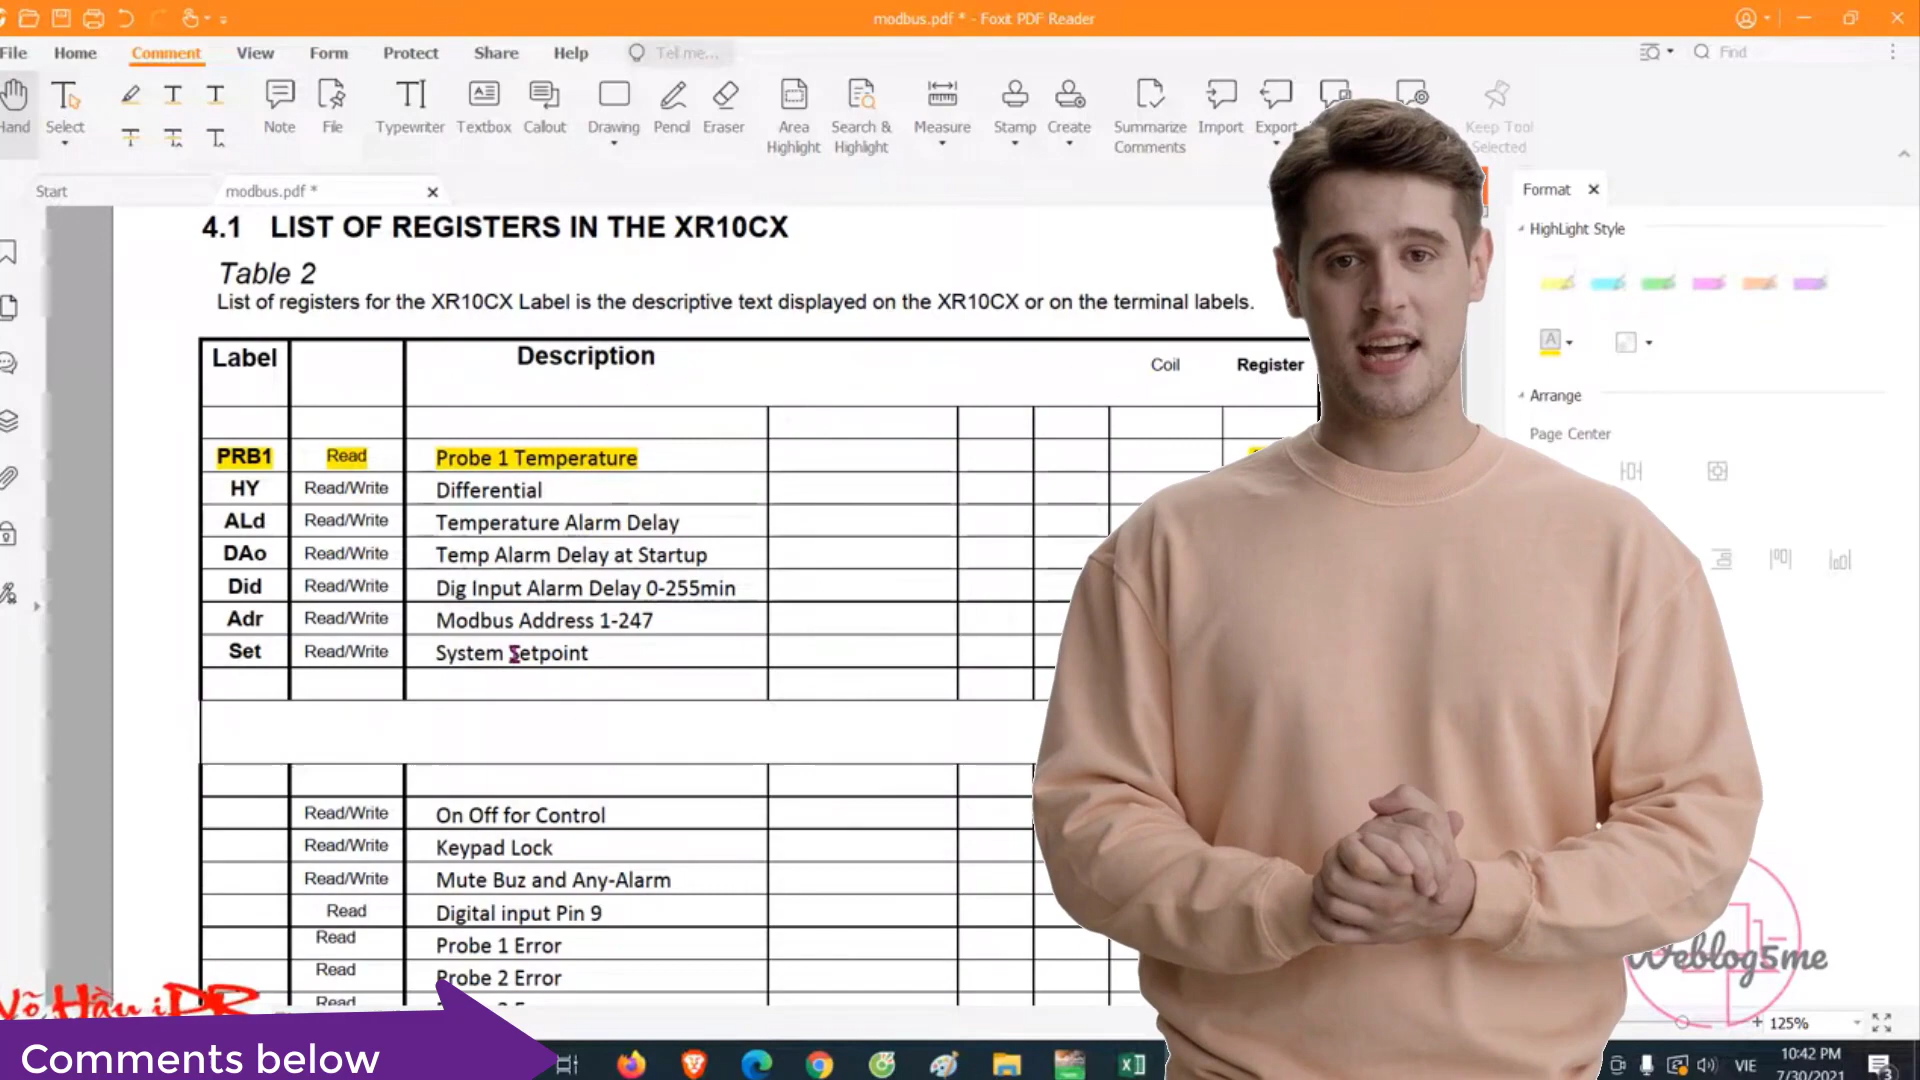 modbus.pdf * - Foxit PDF Reader
File Home Comment View Form Protect Share Help Tell me... Find
Hand Select Note File Typewriter Textbox Callout Drawing Pencil Eraser Area Highlight Search & Highlight Measure Stamp Create Summarize Comments Import Export Keep Tool Selected
Start modbus.pdf * Format
4.1 LIST OF REGISTERS IN THE XR10CX
HighLight Style
Table 2
List of registers for the XR10CX Label is the descriptive text displayed on the XR10CX or on the terminal labels.
Label Description Coil Register
Arrange
Page Center
PRB1 Read Probe 1 Temperature
HY Read/Write Differential
ALd Read/Write Temperature Alarm Delay
DAo Read/Write Temp Alarm Delay at Startup
Did Read/Write Dig Input Alarm Delay 0-255min
Adr Read/Write Modbus Address 1-247
Set Read/Write System Setpoint
Read/Write On Off for Control
Read/Write Keypad Lock
Read/Write Mute Buz and Any-Alarm
Read Digital input Pin 9
Read Probe 1 Error
Read Probe 2 Error
Read
Weblog5me
Võ Hầu iDR
125%
Comments below
VIE 10:42 PM
7/30/2021
3